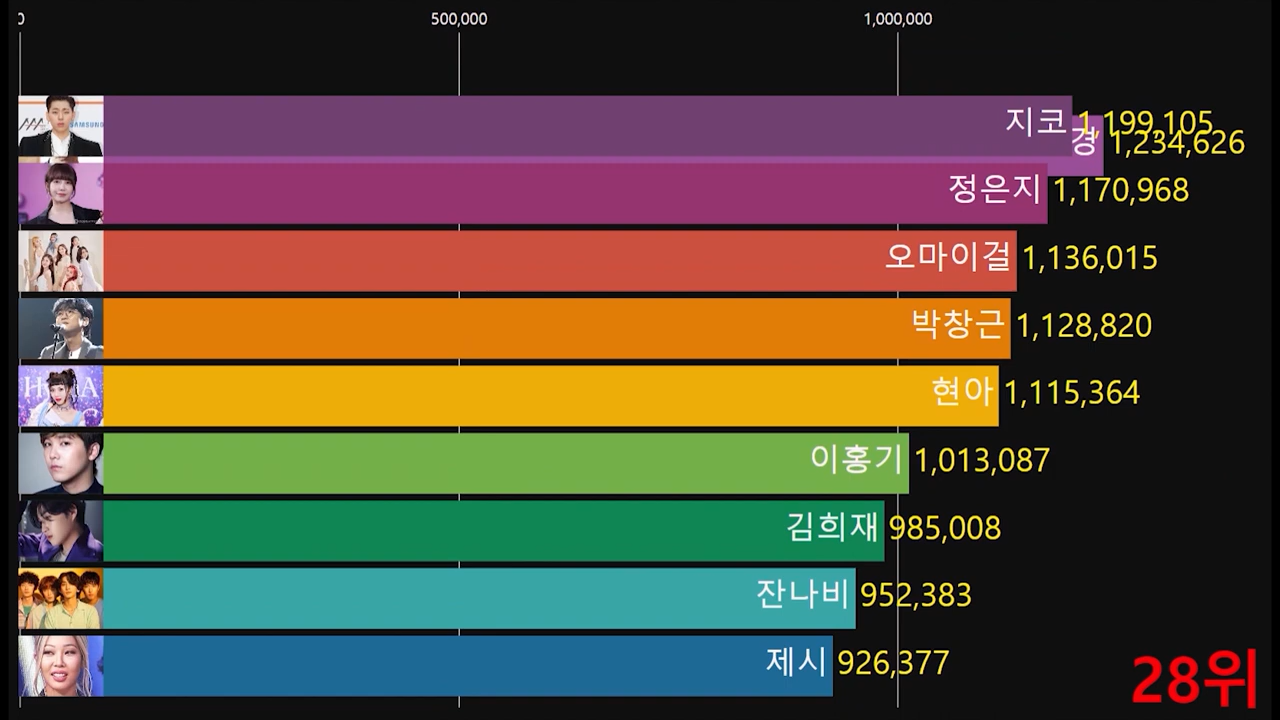 0
500,000
1,000,000
SAMSUNG
지코 1,199,105
경 1,234,626
정은지 1,170,968
오마이걸 1,136,015
박창근 1,128,820
현아 1,115,364
이홍기 1,013,087
김희재 985,008
잔나비 952,383
제시 926,377
28위